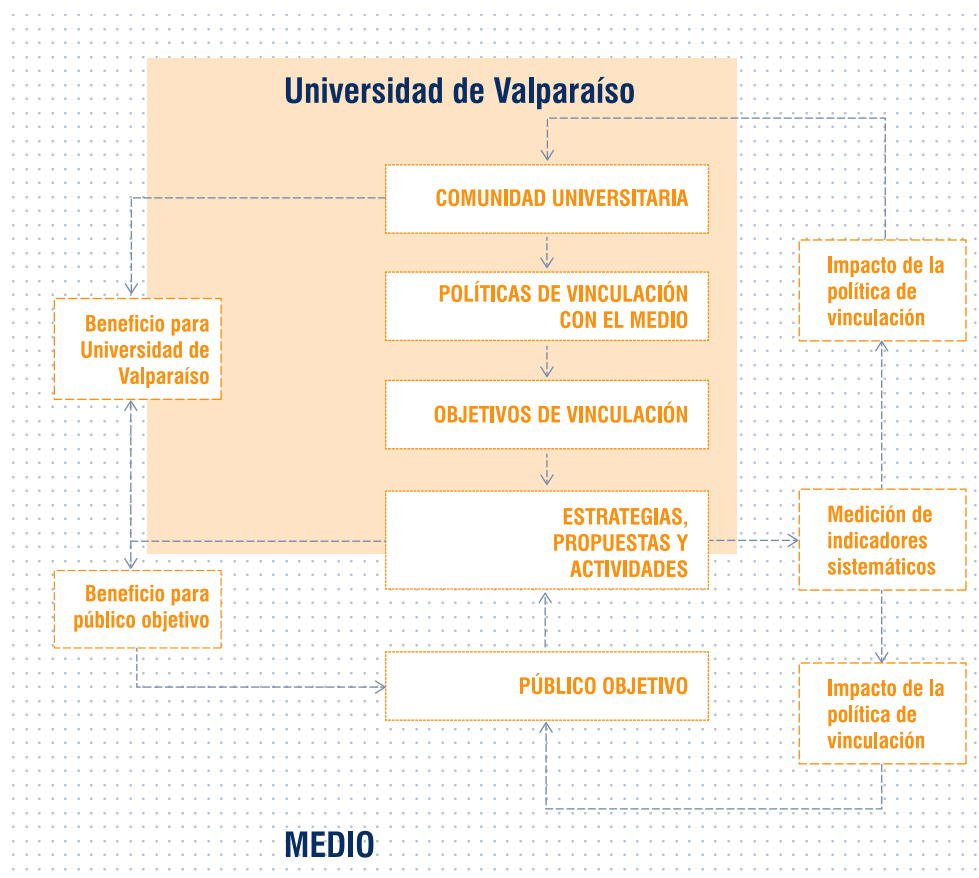 Universidad de Valparaíso
COMUNIDAD UNIVERSITARIA
POLÍTICAS DE VINCULACIÓN
CON EL MEDIO
Impacto de la
política de
vinculación
Beneficio para
Universidad de
Valparaíso
OBJETIVOS DE VINCULACIÓN
ESTRATEGIAS,
PROPUESTAS Y
ACTIVIDADES
Medición de
indicadores
sistemáticos
Beneficio para
público objetivo
PÚBLICO OBJETIVO
Impacto de la
política de
vinculación
MEDIO